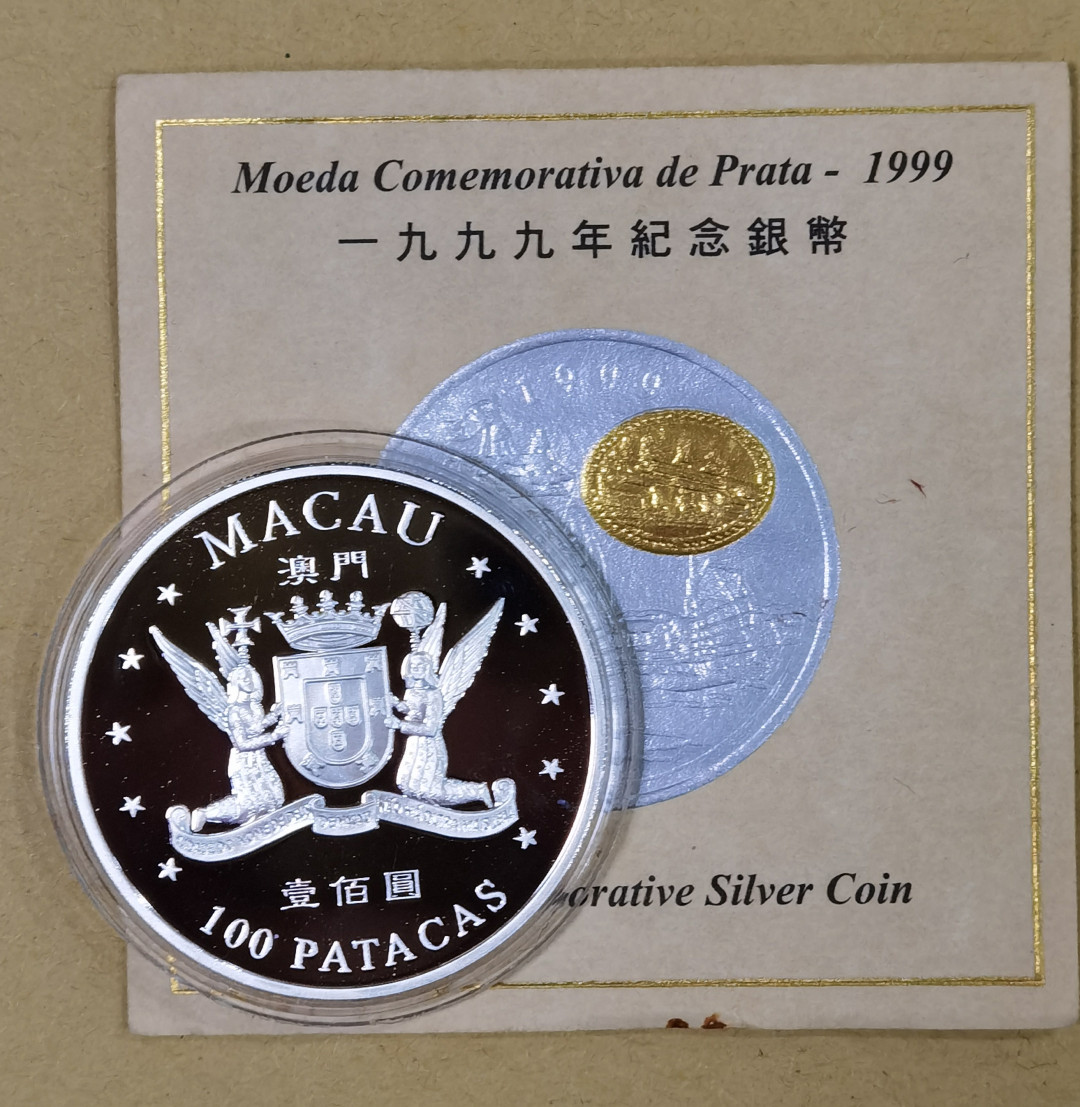 Moeda Comemorativa de Prata - 1999
一九九九年紀念銀幣
1999
MACAU
澳門
壹佰圓
100 PATACAS
Silver Coin